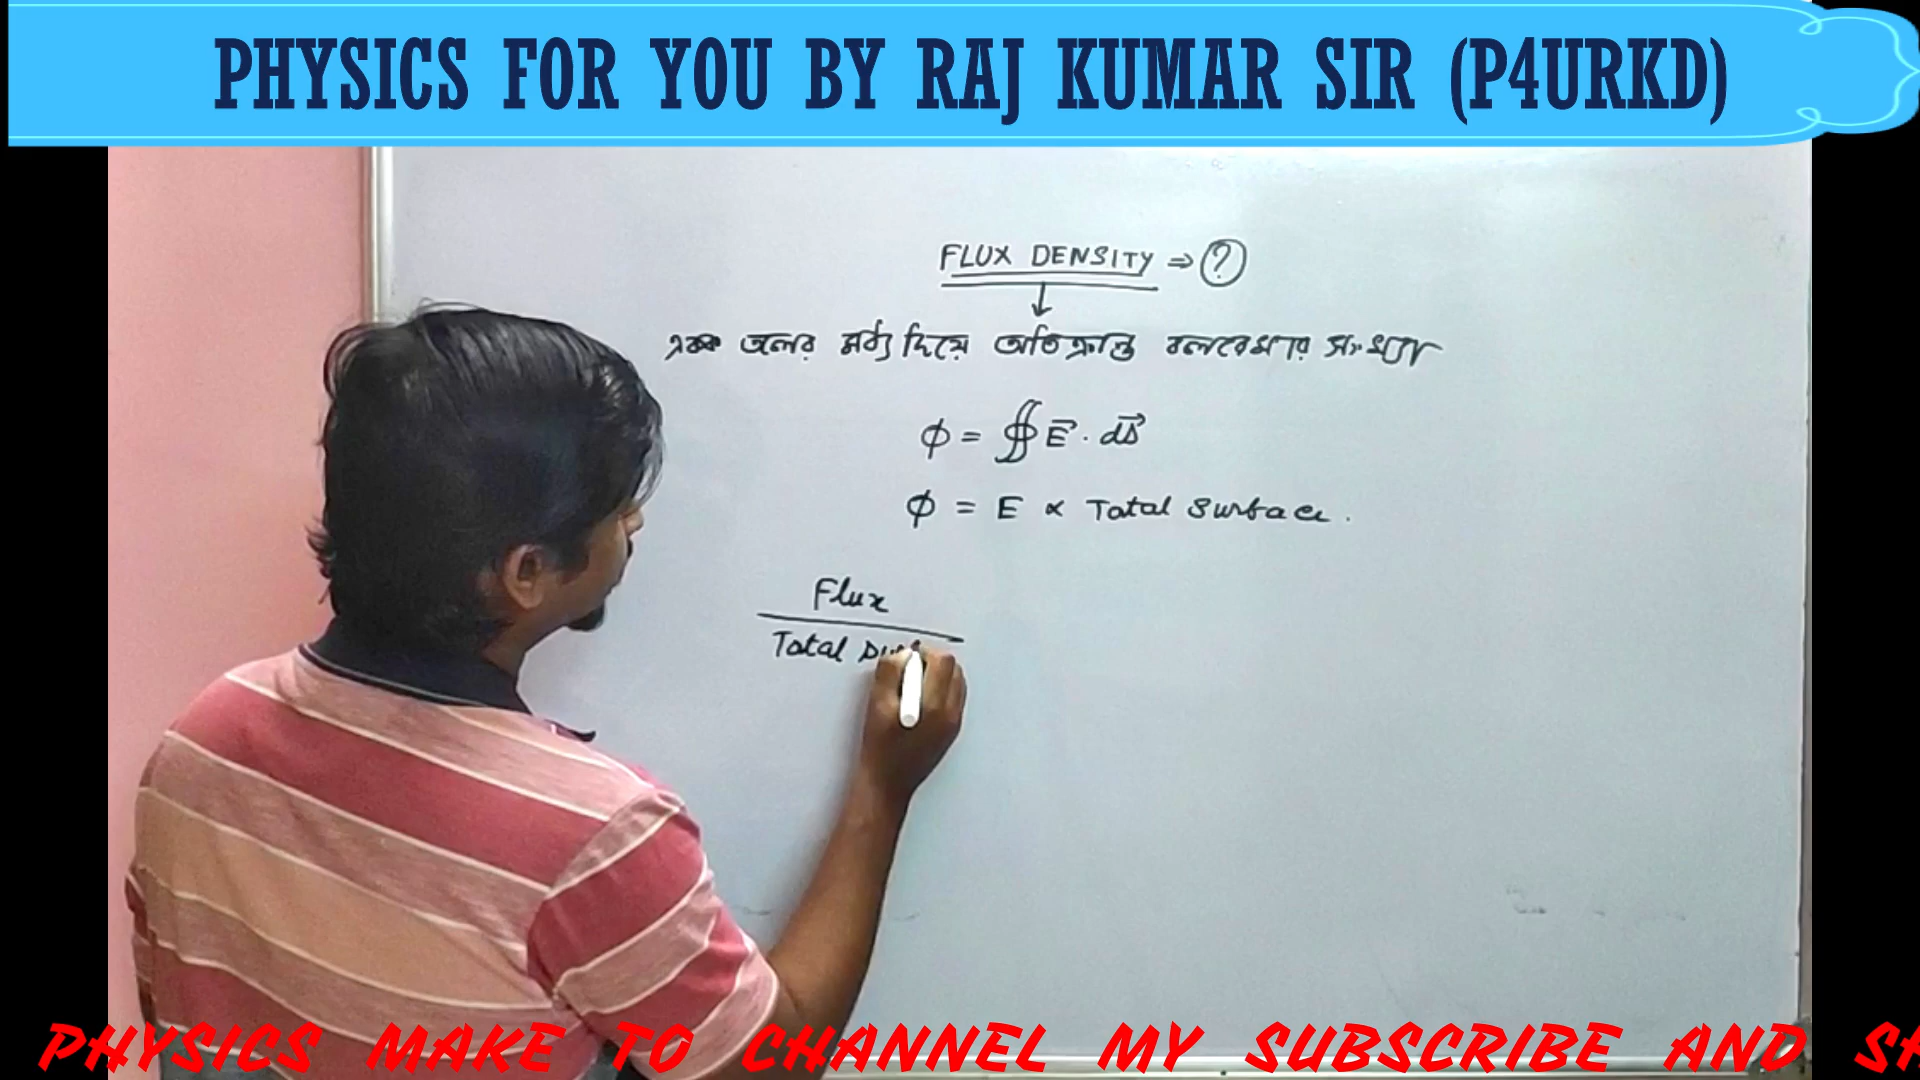 PHYSICS FOR YOU BY RAJ KUMAR SIR (P4URKD)
FLUX DENSITY ⇒ ?
একক তলের মধ্য দিয়ে অতিক্রান্ত বলরেখার সংখ্যা
ϕ = ∯ E⃗ · ds⃗
ϕ = E × Total surface.
Flux
Total
PHYSICS MAKE TO CHANNEL MY SUBSCRIBE AND